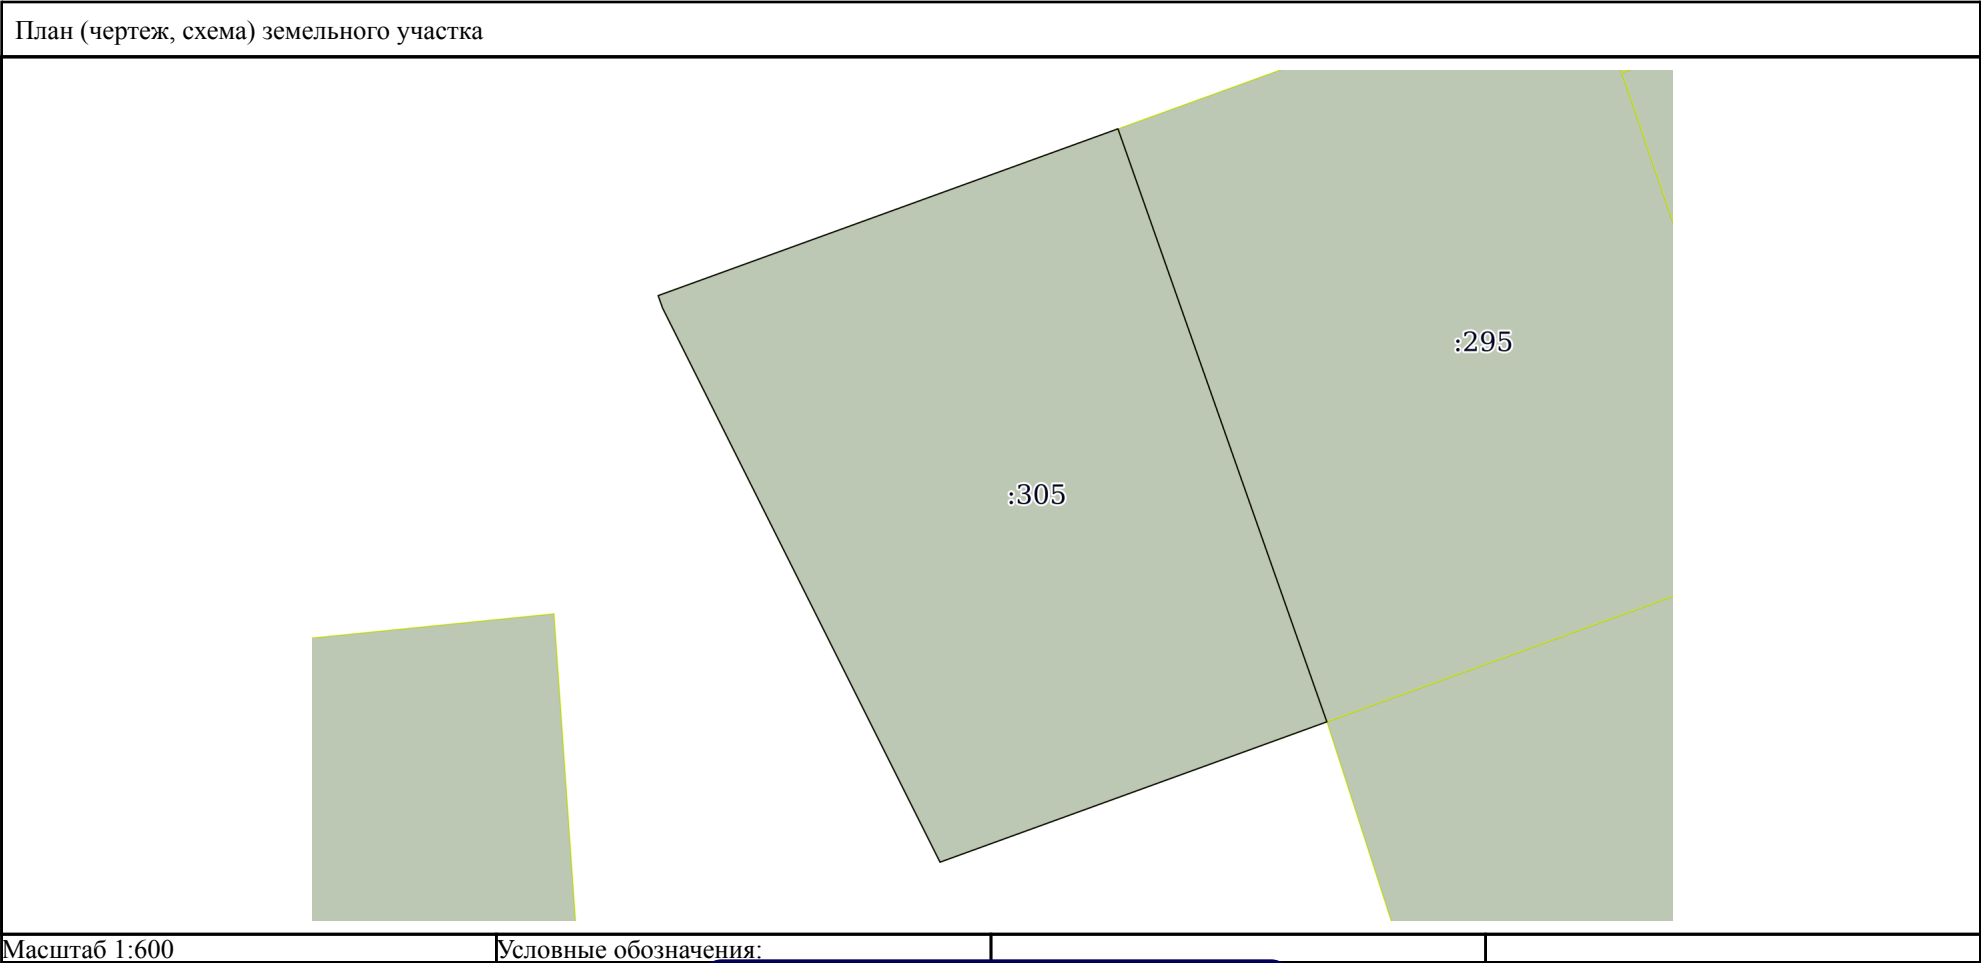 План (чертеж, схема) земельного участка
:295
:305
Масштаб 1:600
Условные обозначения: